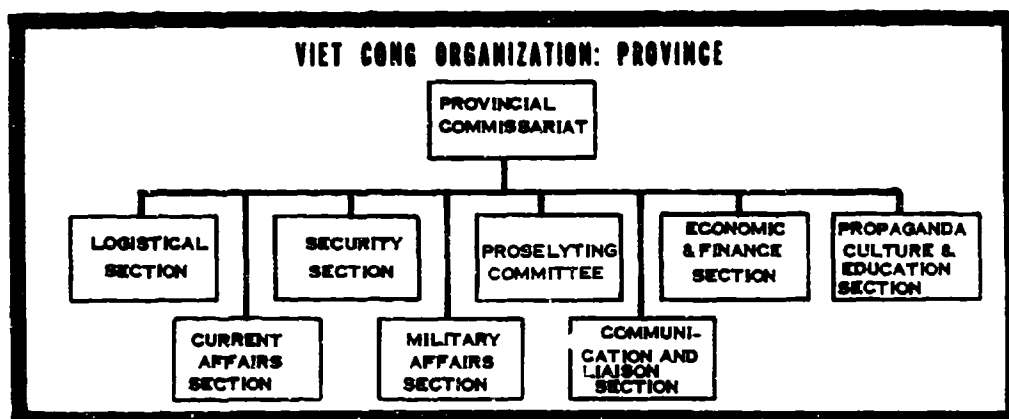 VIET CONG ORGANIZATION: PROVINCE
PROVINCIAL
COMMISSARIAT
LOGISTICAL
SECTION
SECURITY
SECTION
PROSELYTING
COMMITTEE
ECONOMIC
& FINANCE
SECTION
PROPAGANDA
CULTURE &
EDUCATION
SECTION
CURRENT
AFFAIRS
SECTION
MILITARY
AFFAIRS
SECTION
COMMUNI-
CATION AND
LIAISON
SECTION